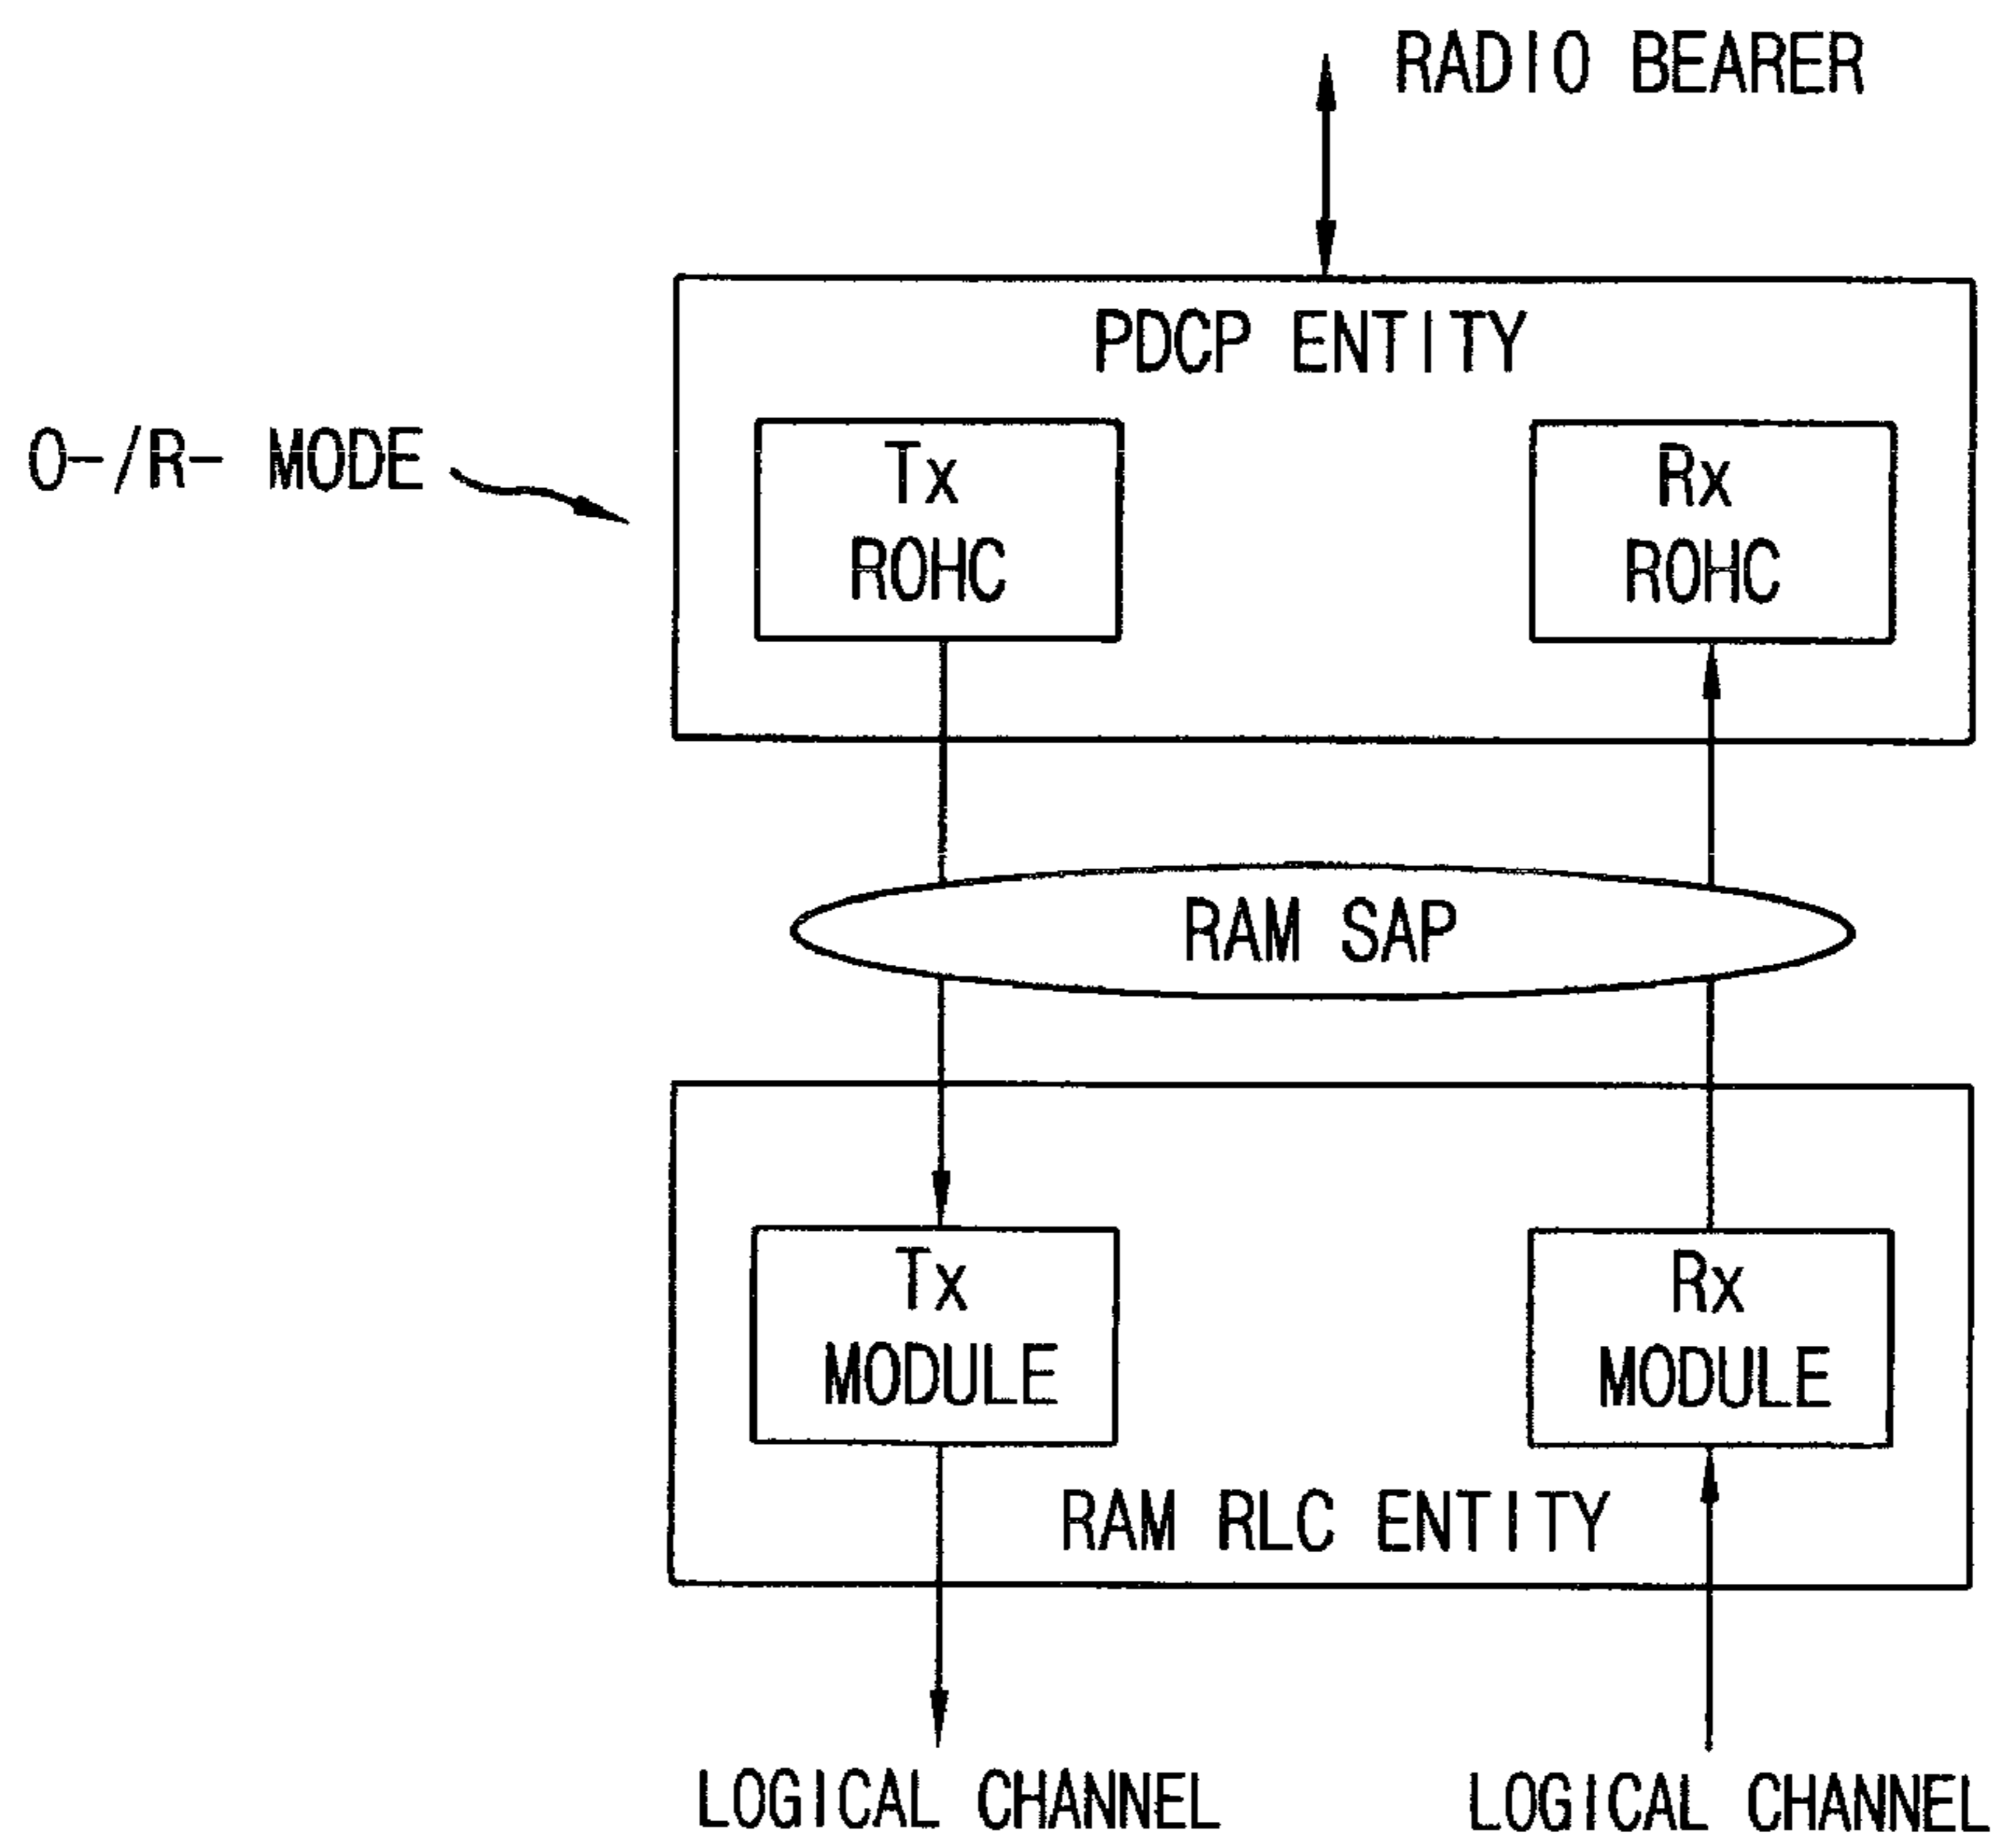 RADIO BEARER
PDCP ENTITY
O-/R- MODE
Tx
ROHC
Rx
ROHC
RAM SAP
Tx
MODULE
Rx
MODULE
RAM RLC ENTITY
LOGICAL CHANNEL
LOGICAL CHANNEL